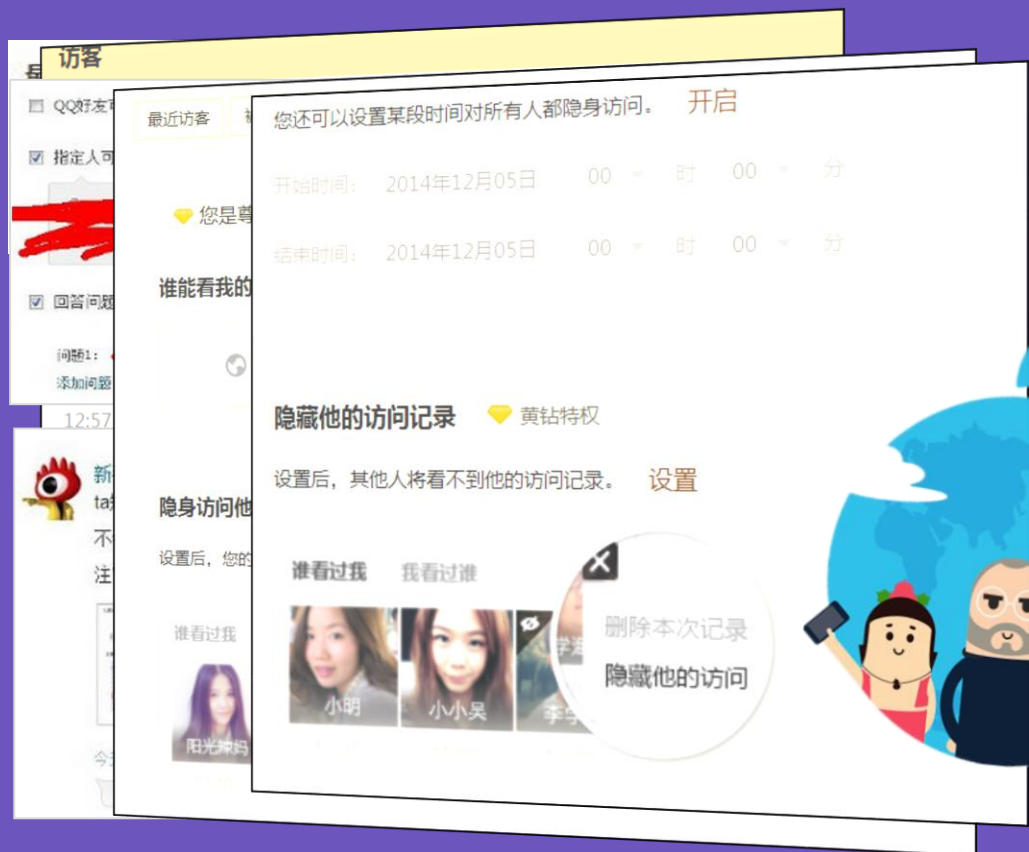 访客
QQ好友
指定人可
回答问题
问题1：
添加问题
12:57
新
ta
不
注
今
最近访客
您是尊
谁能看我的
隐身访问他
设置后，您的
谁看过我
阳光辣妈
您还可以设置某段时间对所有人都隐身访问。 开启
开始时间： 2014年12月05日 00 时 00 分
结束时间： 2014年12月05日 00 时 00 分
隐藏他的访问记录 黄钻特权
设置后，其他人将看不到他的访问记录。 设置
谁看过我 我看过谁
删除本次记录
隐藏他的访问
小明 小小吴